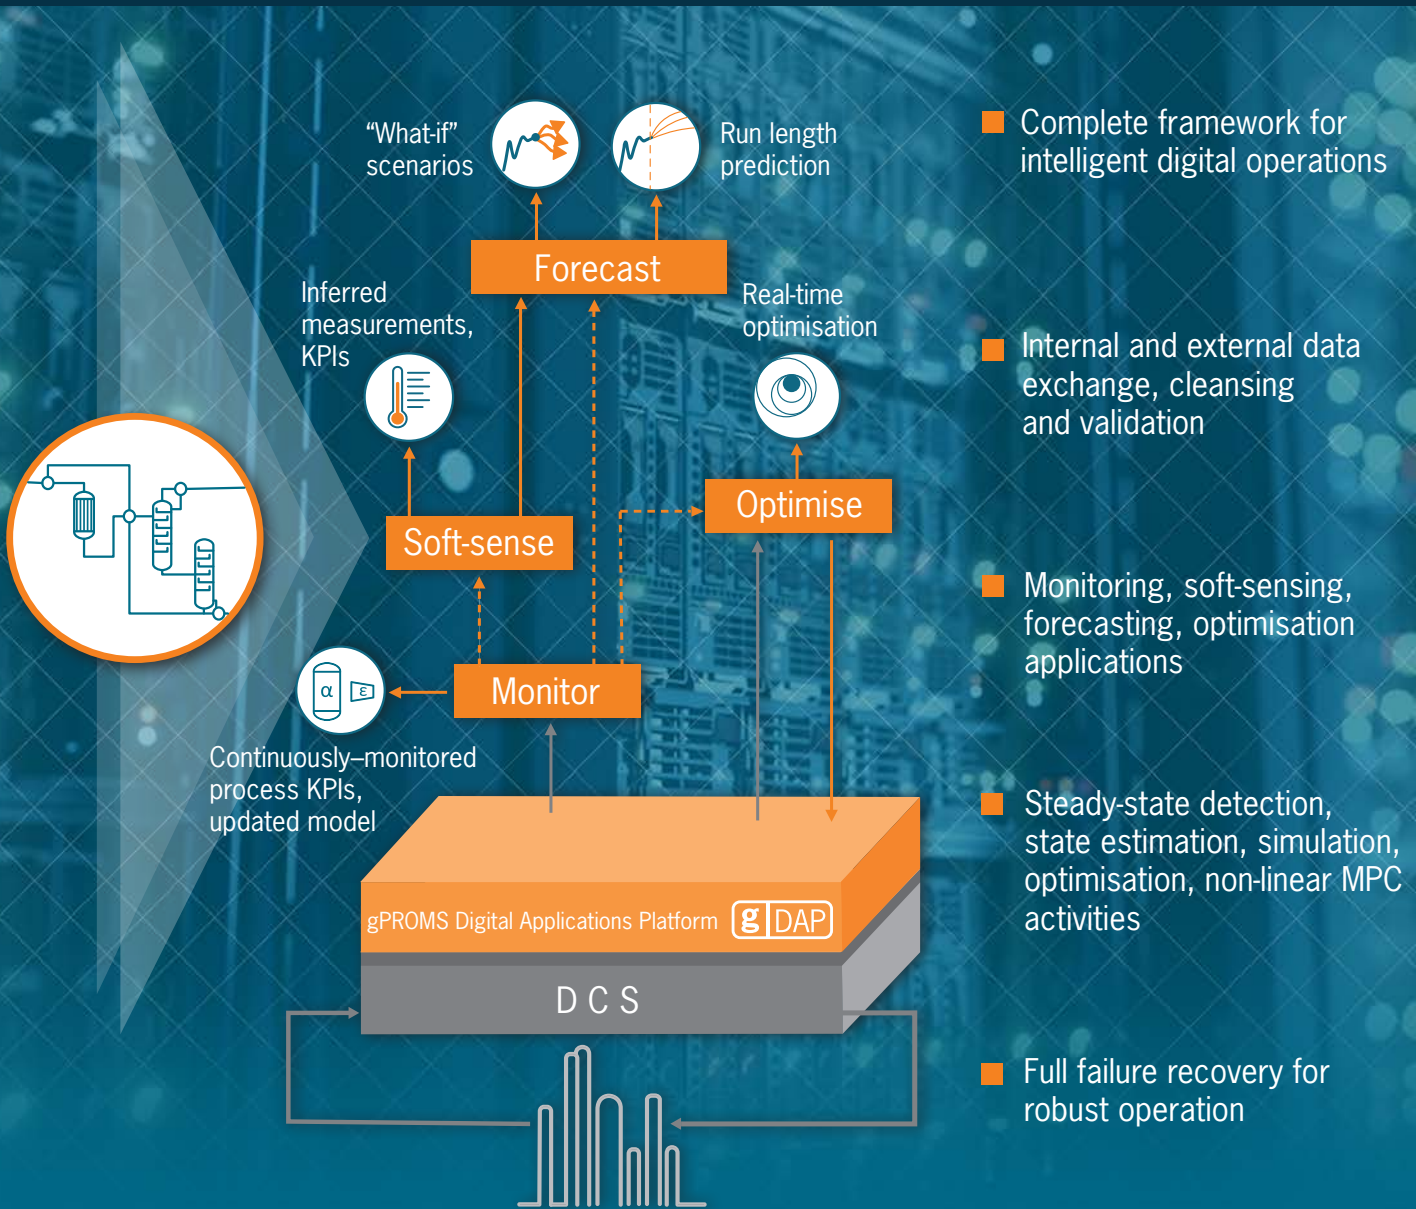 “What-if”
scenarios
Run length
prediction
Forecast
Inferred
measurements,
KPIs
Real-time
optimisation
Soft-sense
Optimise
α
ε
Monitor
Continuously–monitored
process KPIs,
updated model
gPROMS Digital Applications Platform
g DAP
DCS
Complete framework for
intelligent digital operations
Internal and external data
exchange, cleansing
and validation
Monitoring, soft-sensing,
forecasting, optimisation
applications
Steady-state detection,
state estimation, simulation,
optimisation, non-linear MPC
activities
Full failure recovery for
robust operation